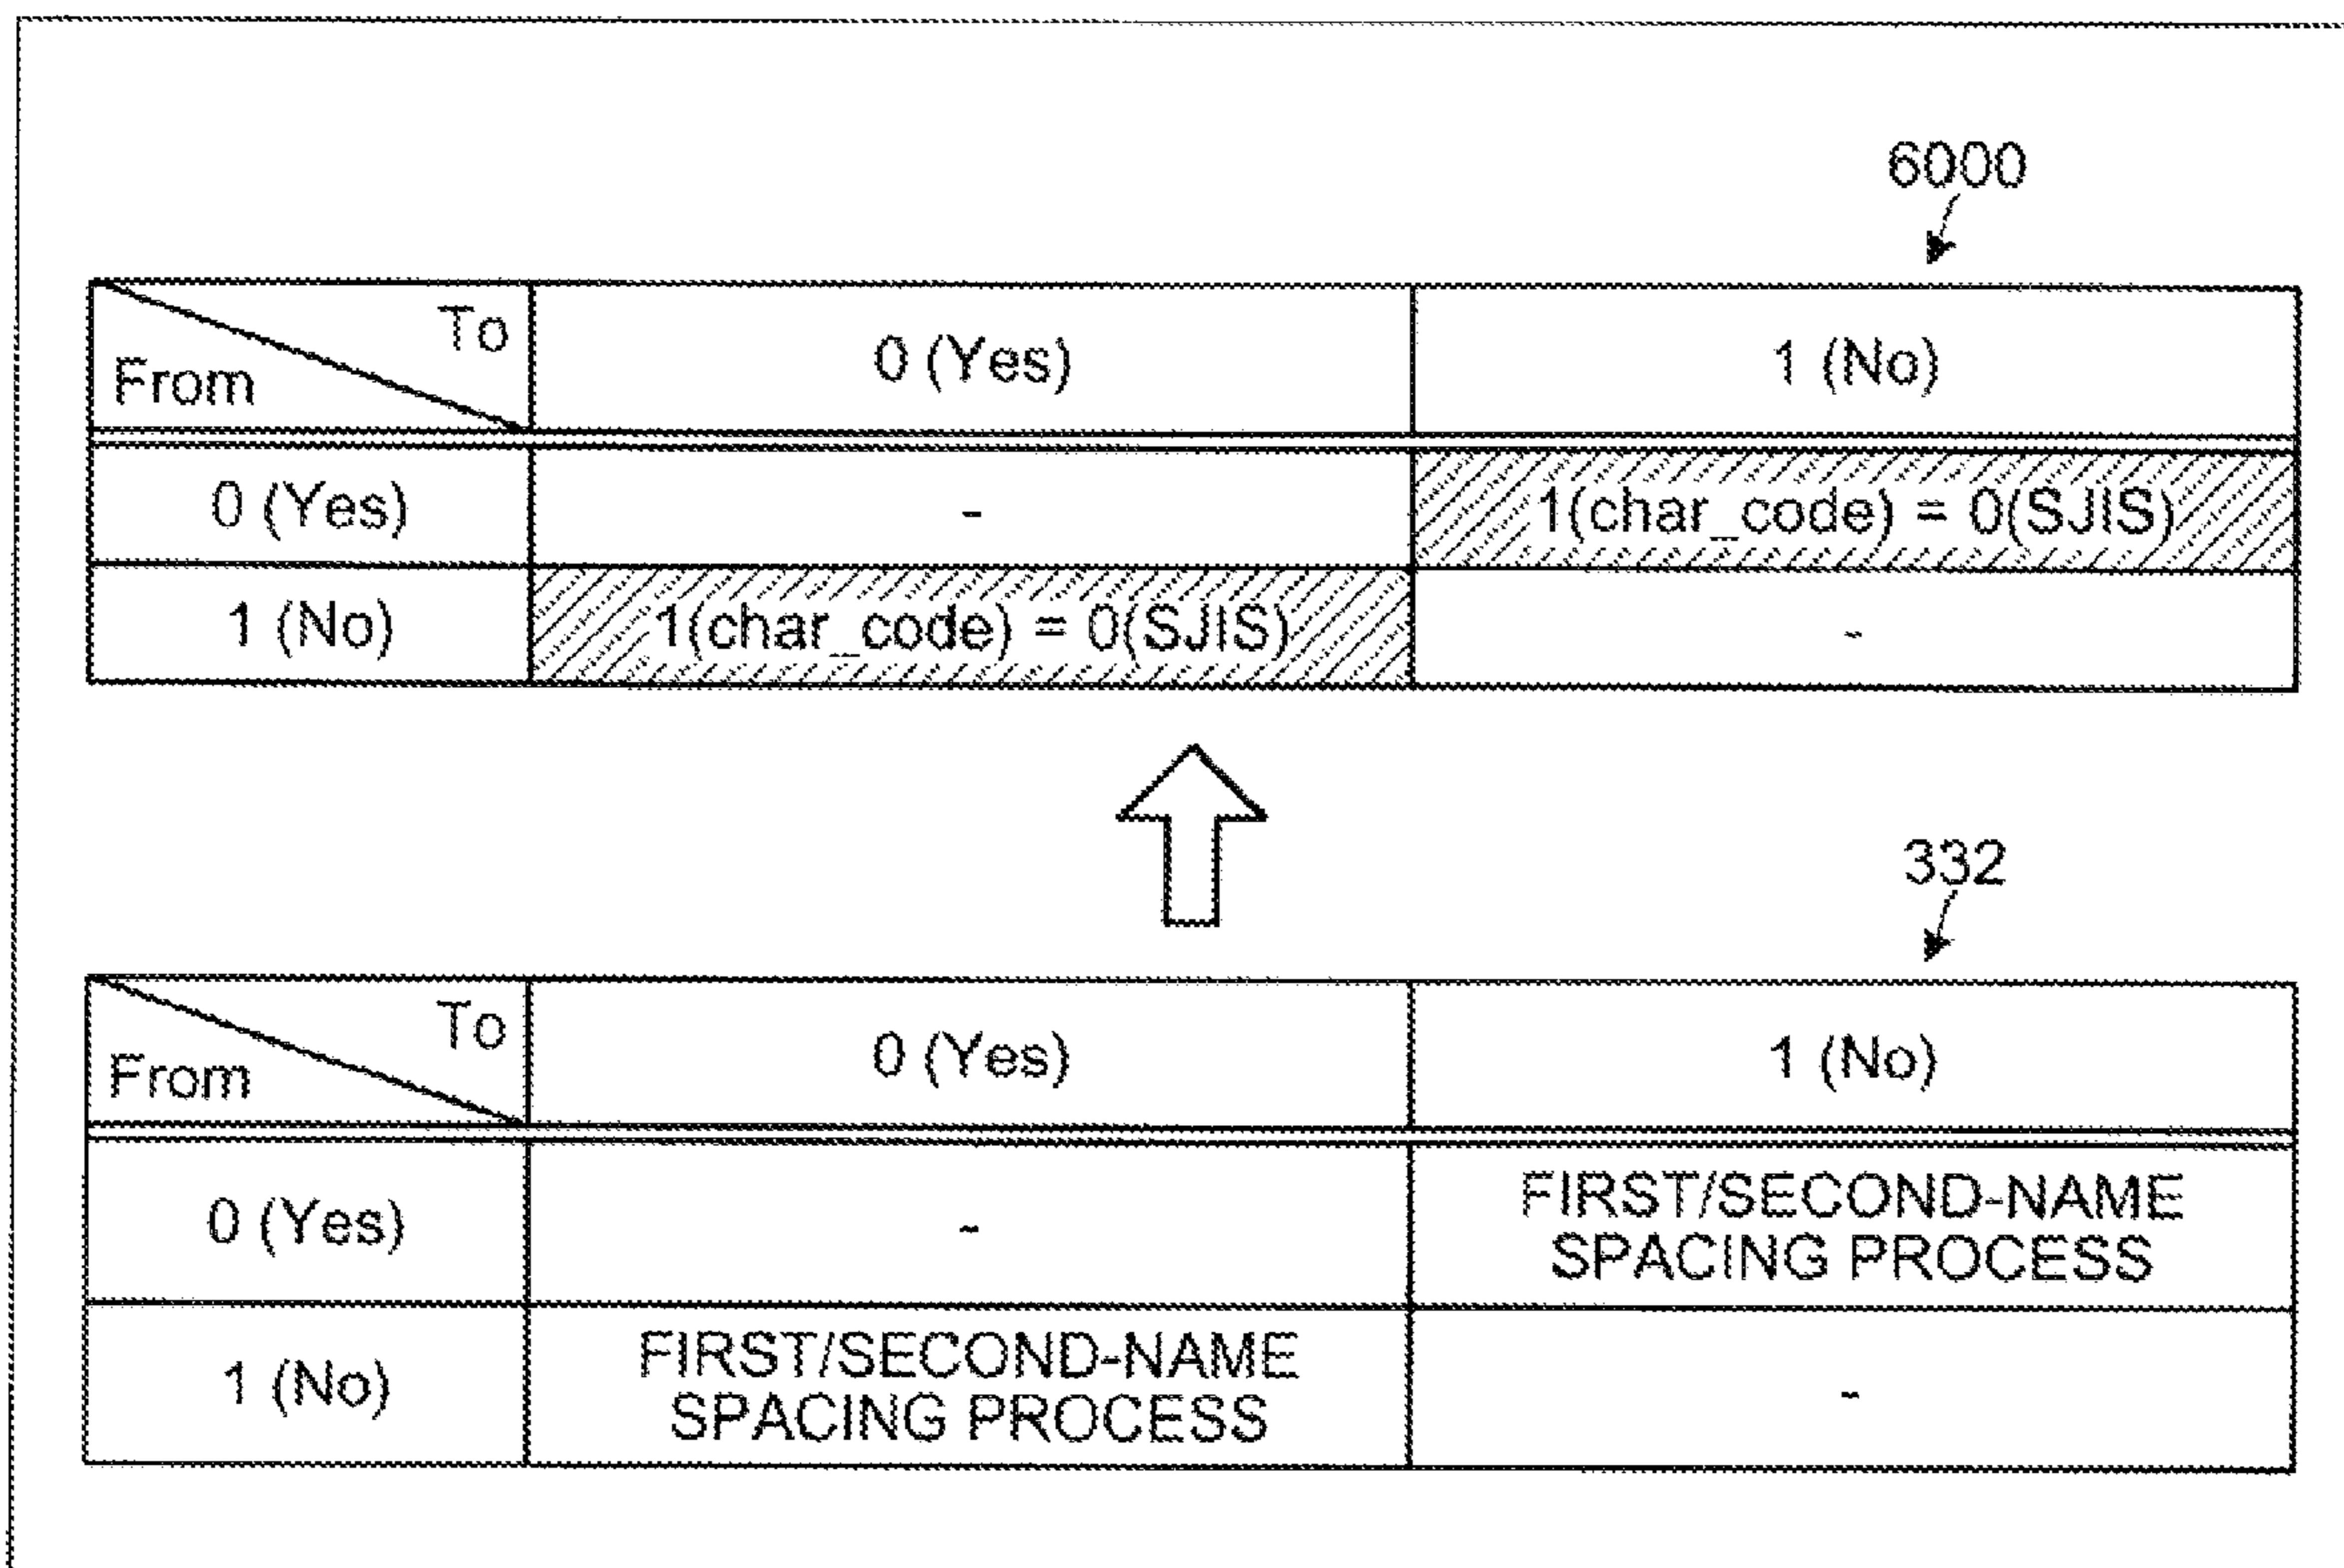 6000
To
From
0 (Yes)
1 (No)
0 (Yes)
-
1(char_code) = 0(SJIS)
1 (No)
1(char_code) = 0(SJIS)
-
332
To
From
0 (Yes)
1 (No)
0 (Yes)
-
FIRST/SECOND-NAME
SPACING PROCESS
1 (No)
FIRST/SECOND-NAME
SPACING PROCESS
-